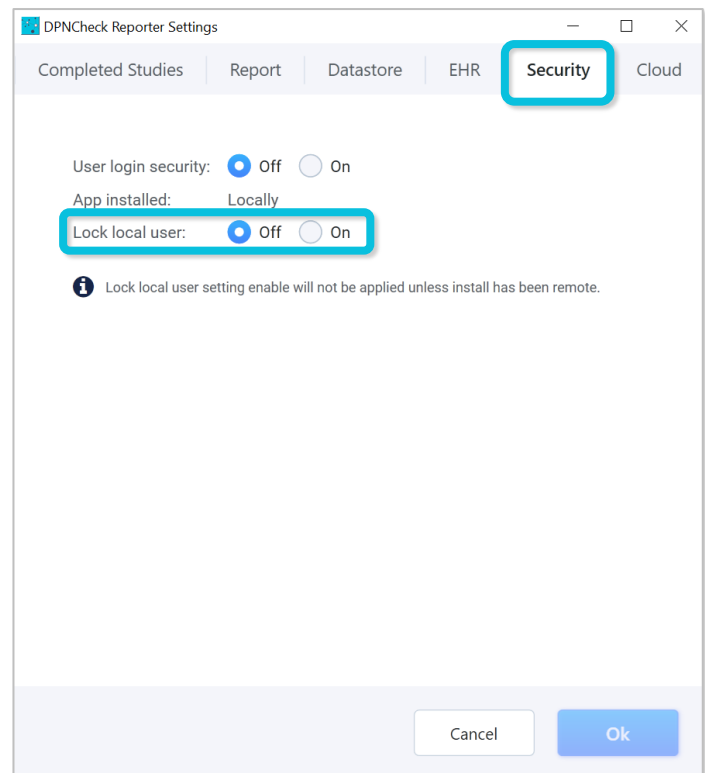 DPNCheck Reporter Settings
Completed Studies Report Datastore EHR Security Cloud
User login security: Off On
App installed: Locally
Lock local user: Off On
Lock local user setting enable will not be applied unless install has been remote.
Cancel Ok